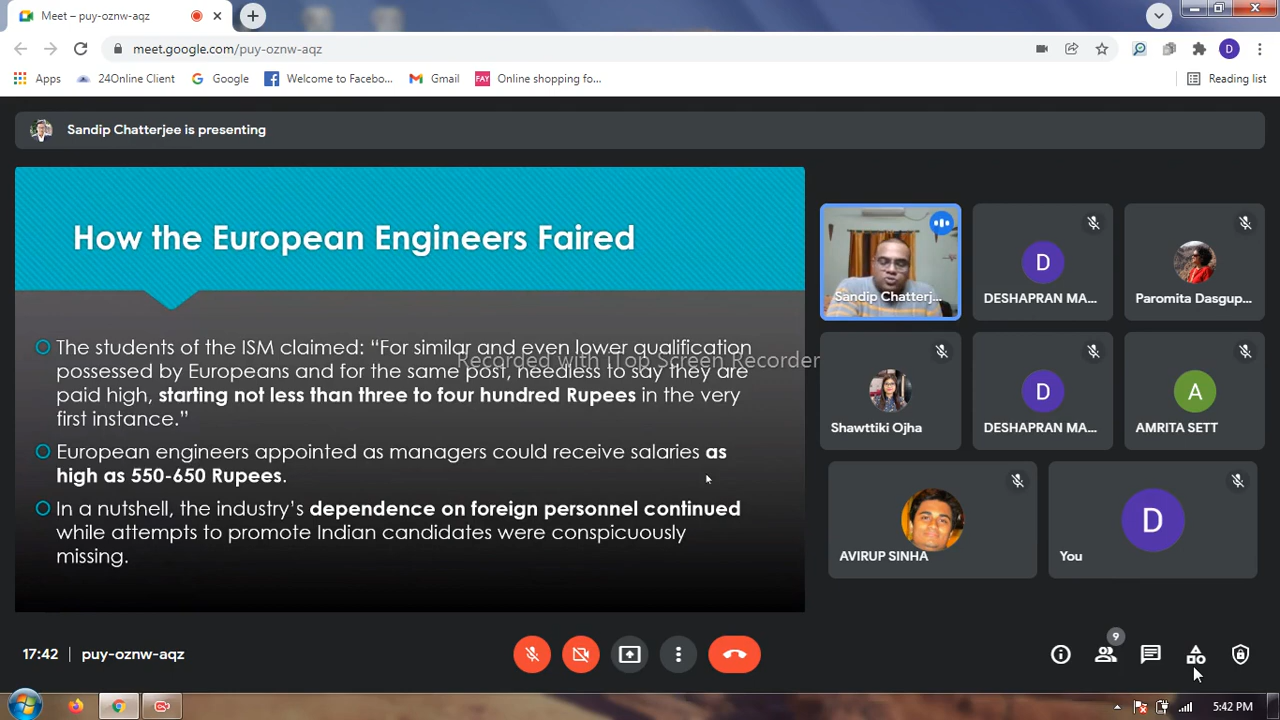 Meet – puy-oznw-aqz
meet.google.com/puy-oznw-aqz
D
Apps
24Online Client
Google
Welcome to Facebo...
Gmail
FAY
Online shopping fo...
Reading list
Sandip Chatterjee is presenting
How the European Engineers Faired
The students of the ISM claimed: “For similar and even lower qualification
possessed by Europeans and for the same post, needless to say they are
paid high, starting not less than three to four hundred Rupees in the very
first instance.”
European engineers appointed as managers could receive salaries as
high as 550-650 Rupees.
In a nutshell, the industry’s dependence on foreign personnel continued
while attempts to promote Indian candidates were conspicuously
missing.
Recorded with iTop Screen Recorder
Sandip Chatterj...
D
DESHAPRAN MA...
Paromita Dasgup...
Shawttiki Ojha
D
DESHAPRAN MA...
A
AMRITA SETT
AVIRUP SINHA
D
You
17:42 | puy-oznw-aqz
9
5:42 PM